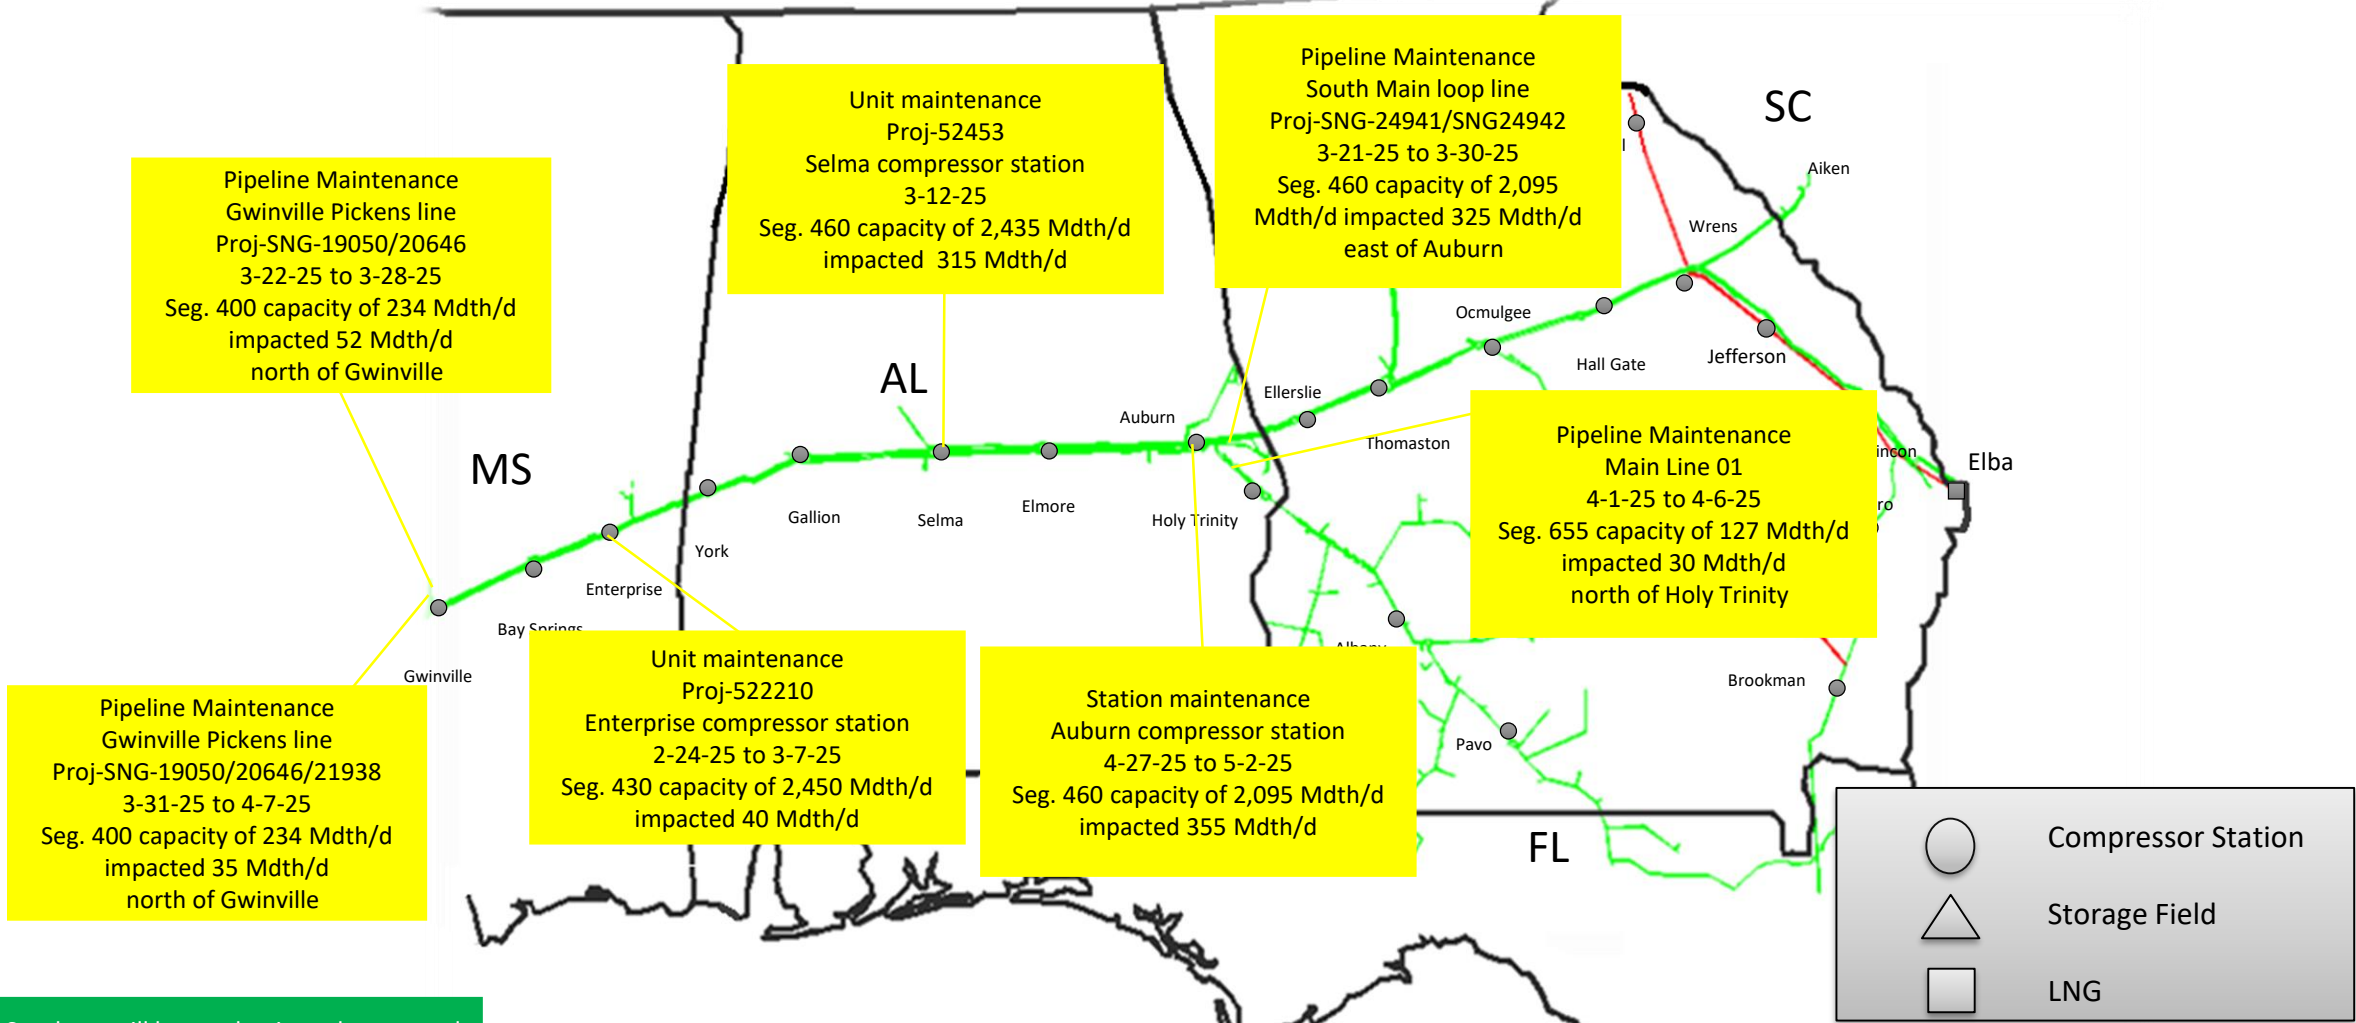 Pipeline Maintenance
Gwinville Pickens line
Proj-SNG-19050/20646
3-22-25 to 3-28-25
Seg. 400 capacity of 234 Mdth/d
impacted 52 Mdth/d
north of Gwinville
Unit maintenance
Proj-52453
Selma compressor station
3-12-25
Seg. 460 capacity of 2,435 Mdth/d
impacted 315 Mdth/d
Pipeline Maintenance
South Main loop line
Proj-SNG-24941/SNG24942
3-21-25 to 3-30-25
Seg. 460 capacity of 2,095
Mdth/d impacted 325 Mdth/d
east of Auburn
SC
Aiken
Wrens
Ocmulgee
Hall Gate
Jefferson
AL
Ellerslie
Auburn
Thomaston
MS
Pipeline Maintenance
Main Line 01
4-1-25 to 4-6-25
Seg. 655 capacity of 127 Mdth/d
impacted 30 Mdth/d
north of Holy Trinity
Elba
Gallion
Selma
Elmore
Holy Trinity
York
Enterprise
Bay Springs
Gwinville
Albany
Brookman
Pavo
Pipeline Maintenance
Gwinville Pickens line
Proj-SNG-19050/20646/21938
3-31-25 to 4-7-25
Seg. 400 capacity of 234 Mdth/d
impacted 35 Mdth/d
north of Gwinville
Unit maintenance
Proj-522210
Enterprise compressor station
2-24-25 to 3-7-25
Seg. 430 capacity of 2,450 Mdth/d
impacted 40 Mdth/d
Station maintenance
Auburn compressor station
4-27-25 to 5-2-25
Seg. 460 capacity of 2,095 Mdth/d
impacted 355 Mdth/d
FL
Compressor Station
Storage Field
LNG